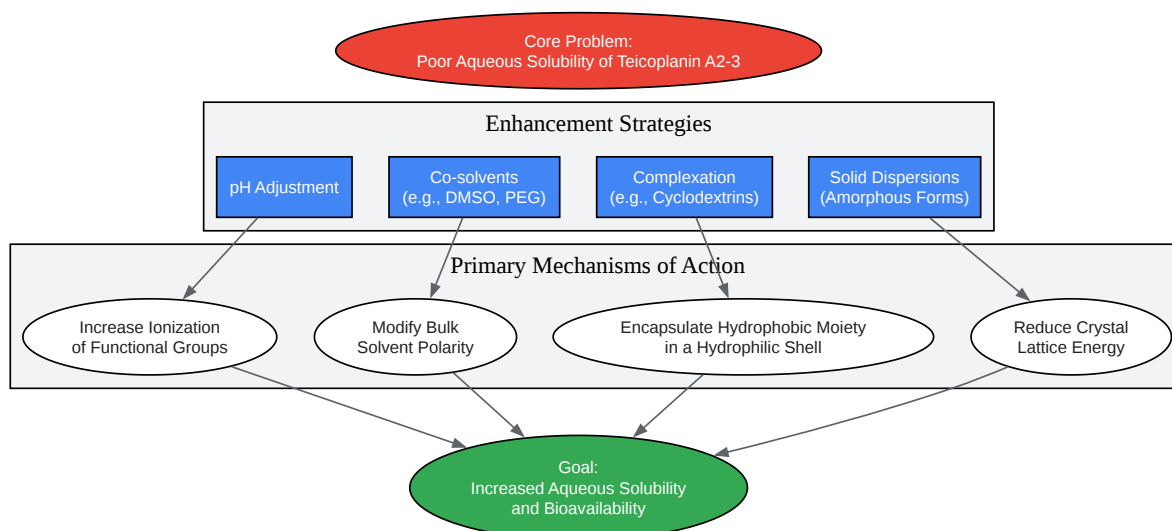 Core Problem:
Poor Aqueous Solubility of Teicoplanin A2-3
Enhancement Strategies
pH Adjustment
Co-solvents
(e.g., DMSO, PEG)
Complexation
(e.g., Cyclodextrins)
Solid Dispersions
(Amorphous Forms)
Primary Mechanisms of Action
Increase Ionization
of Functional Groups
Modify Bulk
Solvent Polarity
Encapsulate Hydrophobic Moiety
in a Hydrophilic Shell
Reduce Crystal
Lattice Energy
Goal:
Increased Aqueous Solubility
and Bioavailability